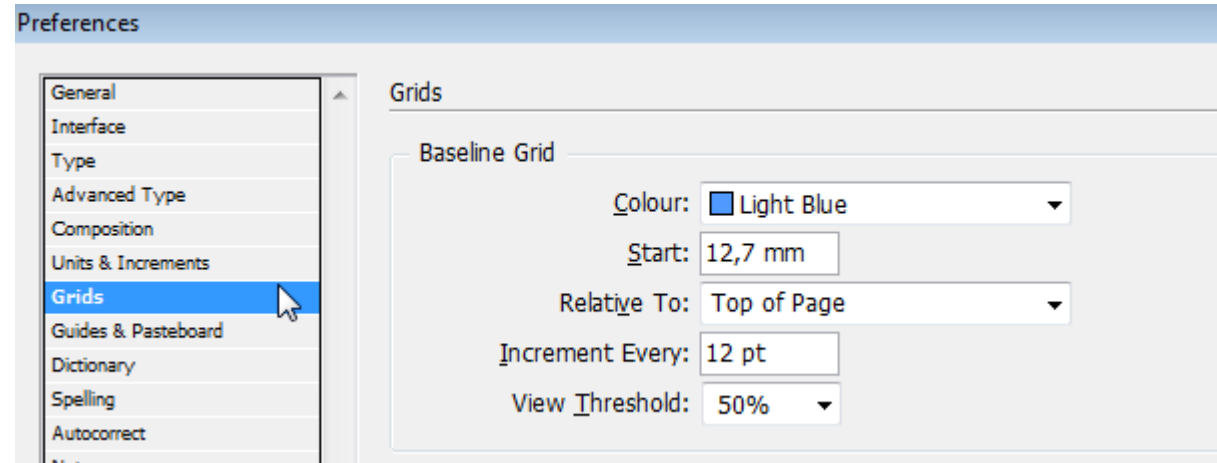 Preferences
General
Interface
Type
Advanced Type
Composition
Units & Increments
Grids
Guides & Pasteboard
Dictionary
Spelling
Autocorrect
Grids
Baseline Grid
Colour: Light Blue
Start: 12,7 mm
Relative To: Top of Page
Increment Every: 12 pt
View Threshold: 50%